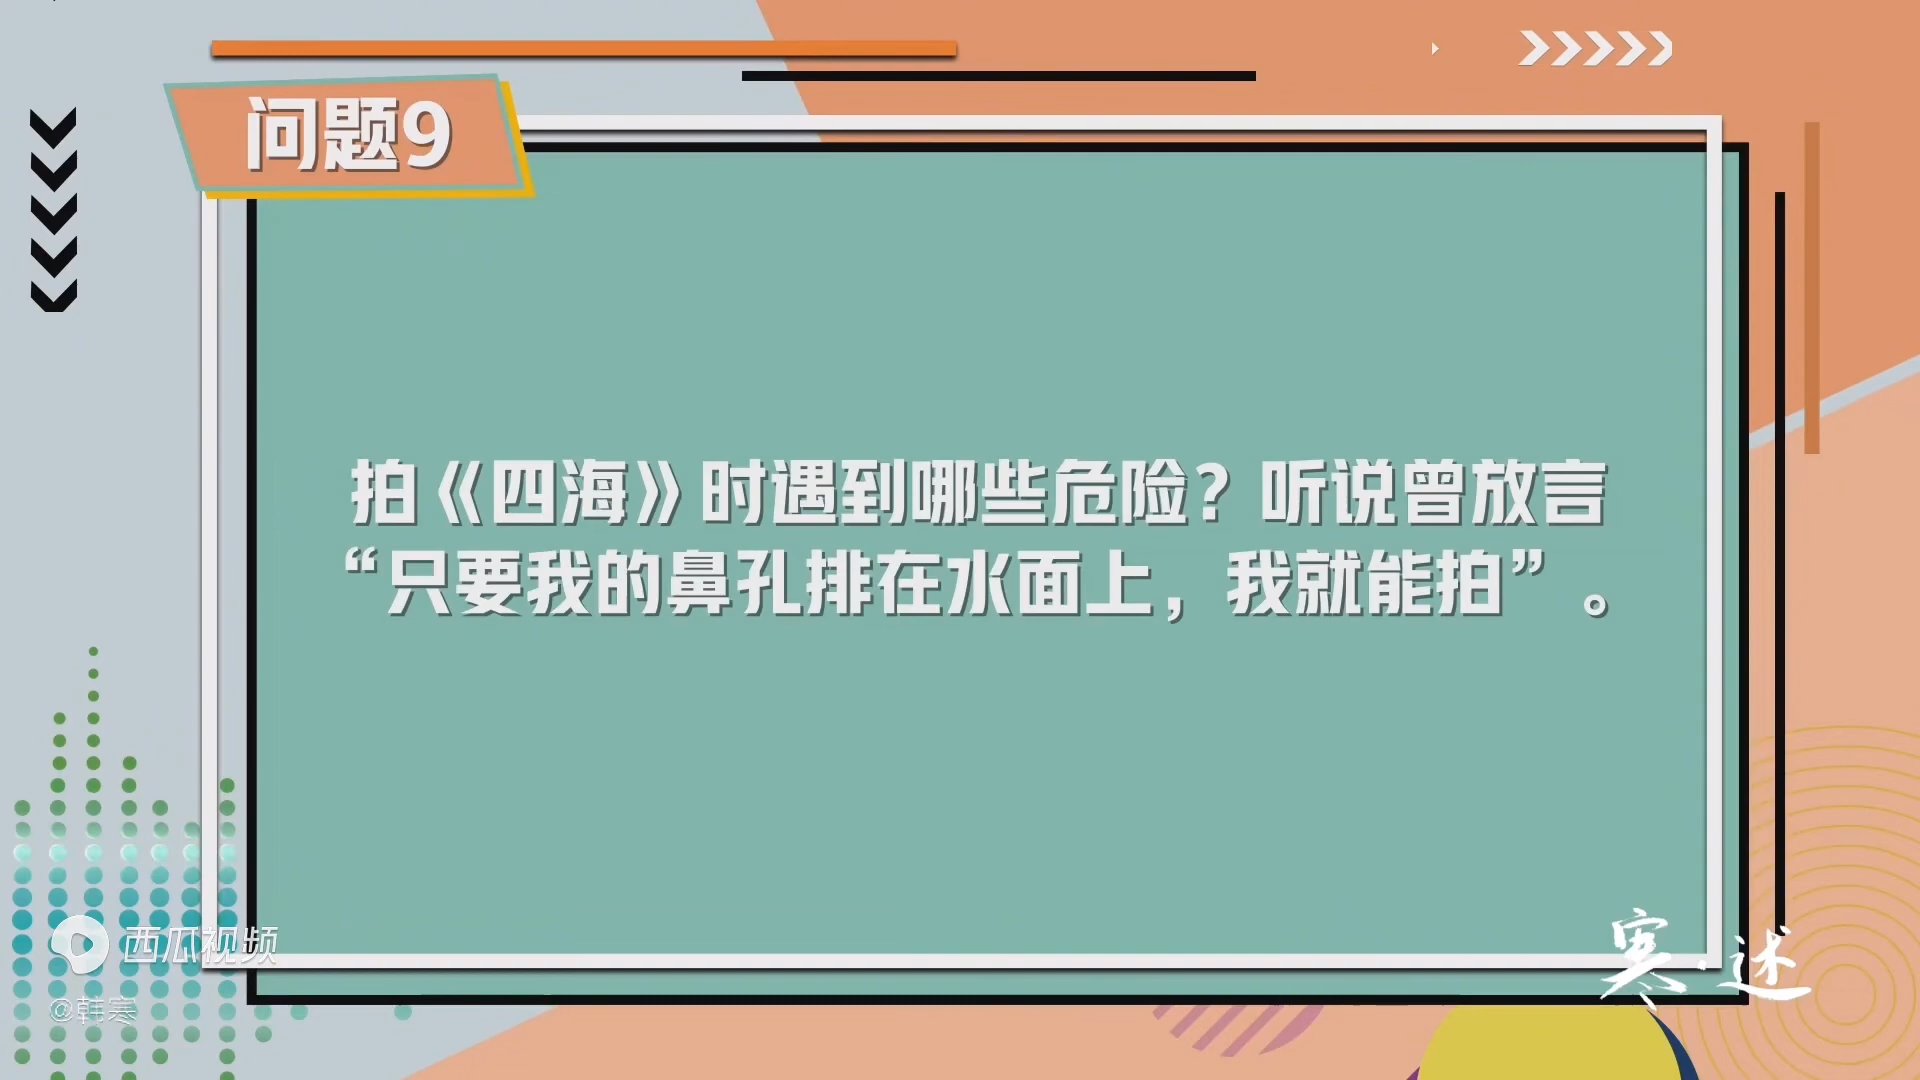 问题9
拍《四海》时遇到哪些危险？听说曾放言
“只要我的鼻孔排在水面上，我就能拍”。
西瓜视频
@韩寒
寒·述